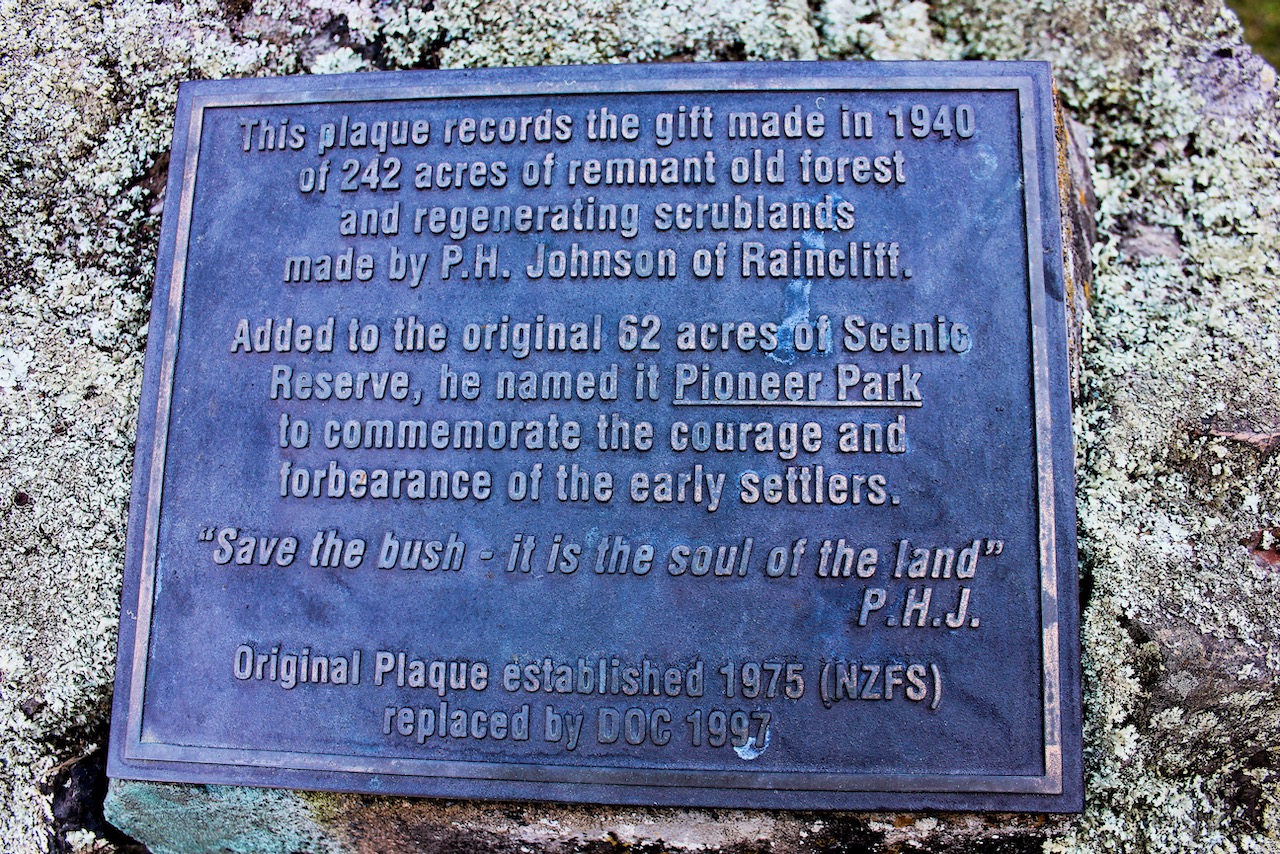 This plaque records the gift made in 1940
of 242 acres of remnant old forest
and regenerating scrublands
made by P.H. Johnson of Raincliff.
Added to the original 62 acres of Scenic
Reserve, he named it Pioneer Park
to commemorate the courage and
forbearance of the early settlers.
“Save the bush - it is the soul of the land”
P.H.J.
Original Plaque established 1975 (NZFS)
replaced by DOC 1997